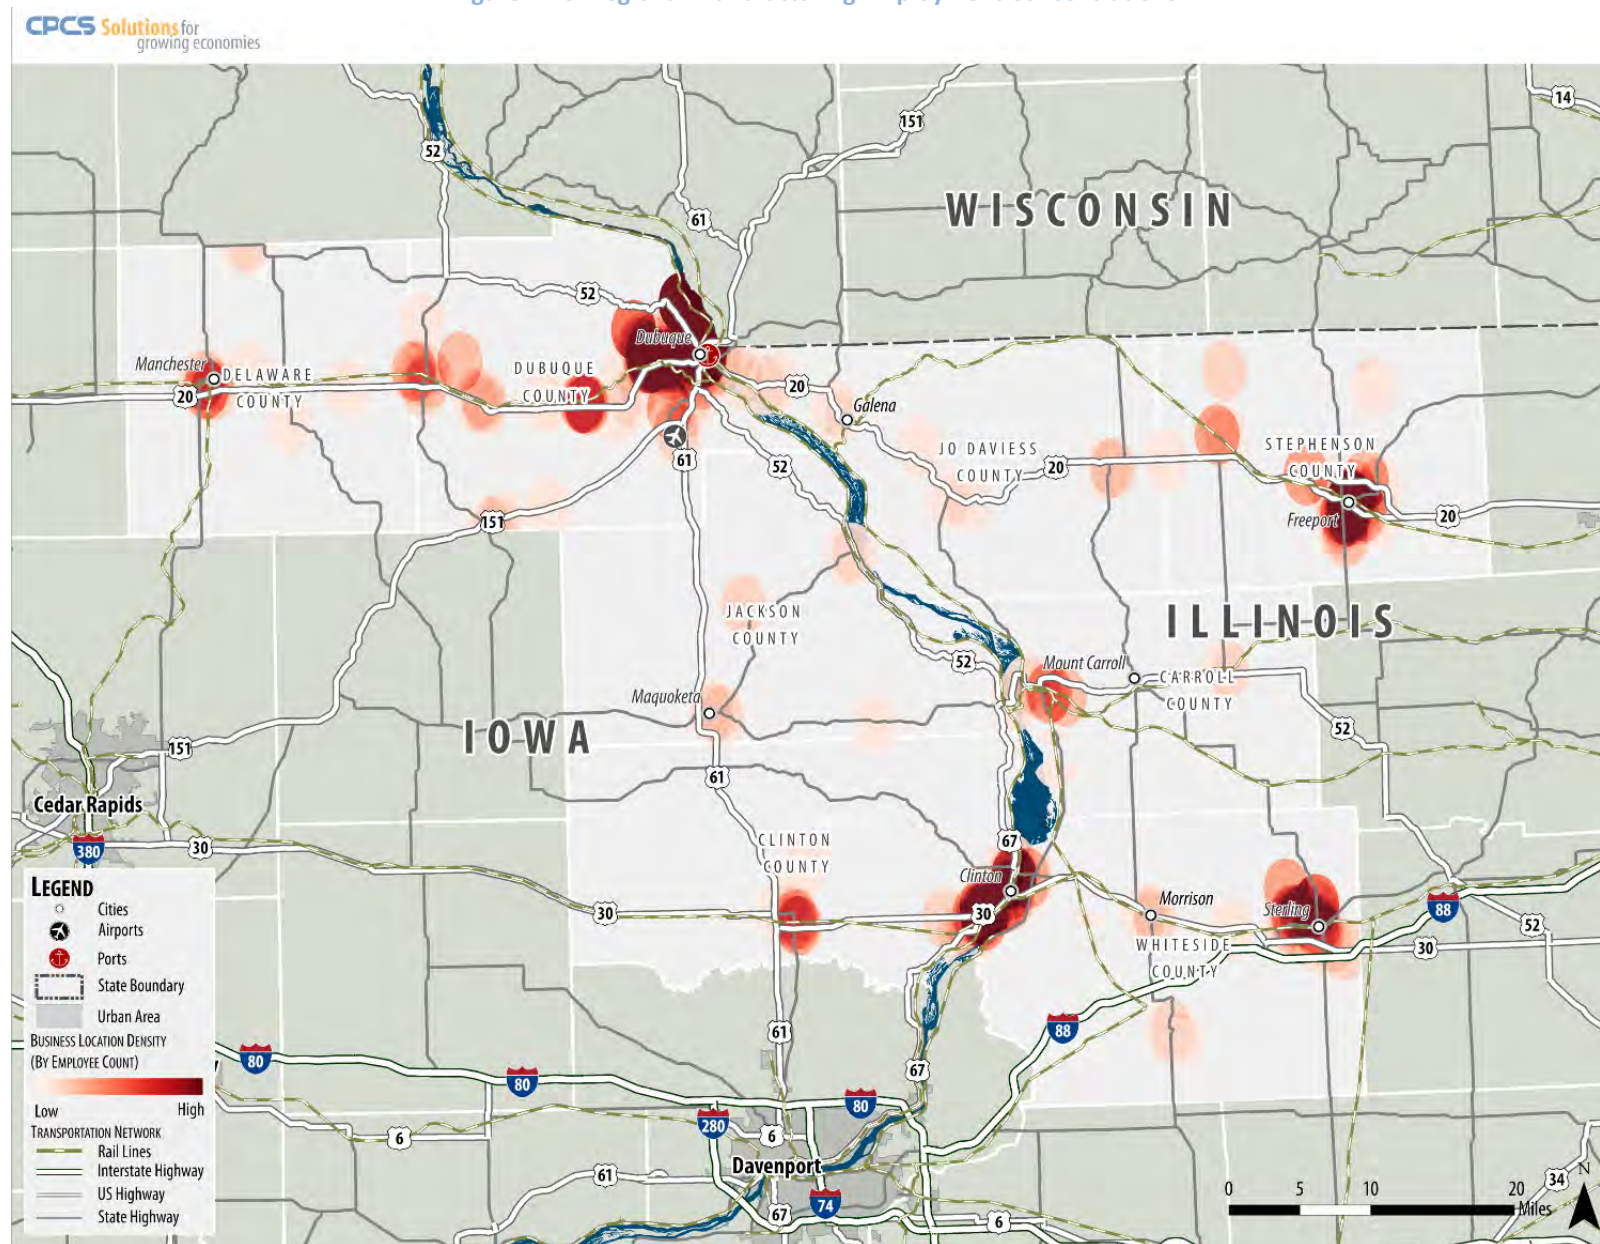 CPCS Solutions for
growing economies
14
151
52
WISCONSIN
61
52
Dubuque
Manchester
DELAWARE
COUNTY
20
DUBUQUE
COUNTY
20
Galena
61
52
JO DAVIESS
COUNTY
20
STEPHENSON
COUNTY
Freeport
20
151
JACKSON
COUNTY
ILLINOIS
52
Mount Carroll
CARROLL
COUNTY
Maquoketa
IOWA
52
151
61
Cedar Rapids
380
30
CLINTON
COUNTY
67
Clinton
30
30
Morrison
Sterling
88
52
30
WHITESIDE
COUNTY
61
88
67
80
80
80
280
6
6
Davenport
61
74
67
6
34
LEGEND
Cities
Airports
Ports
State Boundary
Urban Area
BUSINESS LOCATION DENSITY
(BY EMPLOYEE COUNT)
Low High
TRANSPORTATION NETWORK
Rail Lines
Interstate Highway
US Highway
State Highway
0 5 10 20
Miles
N